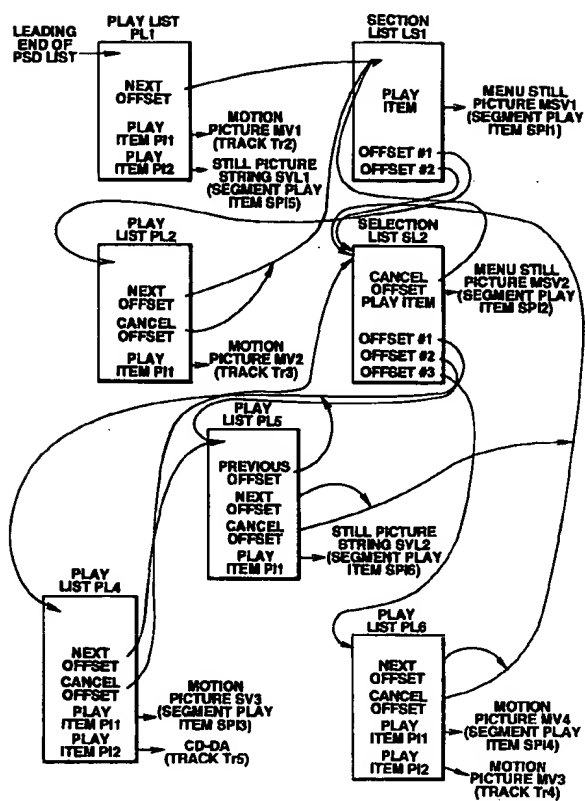 LEADING
END OF
PSD LIST
PLAY LIST
PL1
NEXT
OFFSET
PLAY
ITEM PI1
PLAY
ITEM PI2
MOTION
PICTURE MV1
(TRACK Tr2)
STILL PICTURE
STRING SVL1
(SEGMENT PLAY
ITEM SPI5)
SECTION
LIST LS1
PLAY
ITEM
OFFSET #1
OFFSET #2
MENU STILL
PICTURE MSV1
(SEGMENT PLAY
ITEM SPI1)
PLAY
LIST PL2
NEXT
OFFSET
CANCEL
OFFSET
PLAY
ITEM PI1
MOTION
PICTURE MV2
(TRACK Tr3)
SELECTION
LIST SL2
CANCEL
OFFSET
PLAY ITEM
OFFSET #1
OFFSET #2
OFFSET #3
MENU STILL
PICTURE MSV2
(SEGMENT PLAY
ITEM SPI2)
PLAY
LIST PL5
PREVIOUS
OFFSET
NEXT
OFFSET
CANCEL
OFFSET
PLAY
ITEM PI1
STILL PICTURE
STRING SVL2
(SEGMENT PLAY
ITEM SPI6)
PLAY
LIST PL4
NEXT
OFFSET
CANCEL
OFFSET
PLAY
ITEM PI1
PLAY
ITEM PI2
MOTION
PICTURE SV3
(SEGMENT PLAY
ITEM SPI3)
CD-DA
(TRACK Tr5)
PLAY
LIST PL6
NEXT
OFFSET
CANCEL
OFFSET
PLAY
ITEM PI1
PLAY
ITEM PI2
MOTION
PICTURE MV4
(SEGMENT PLAY
ITEM SPI4)
MOTION
PICTURE MV3
(TRACK Tr4)